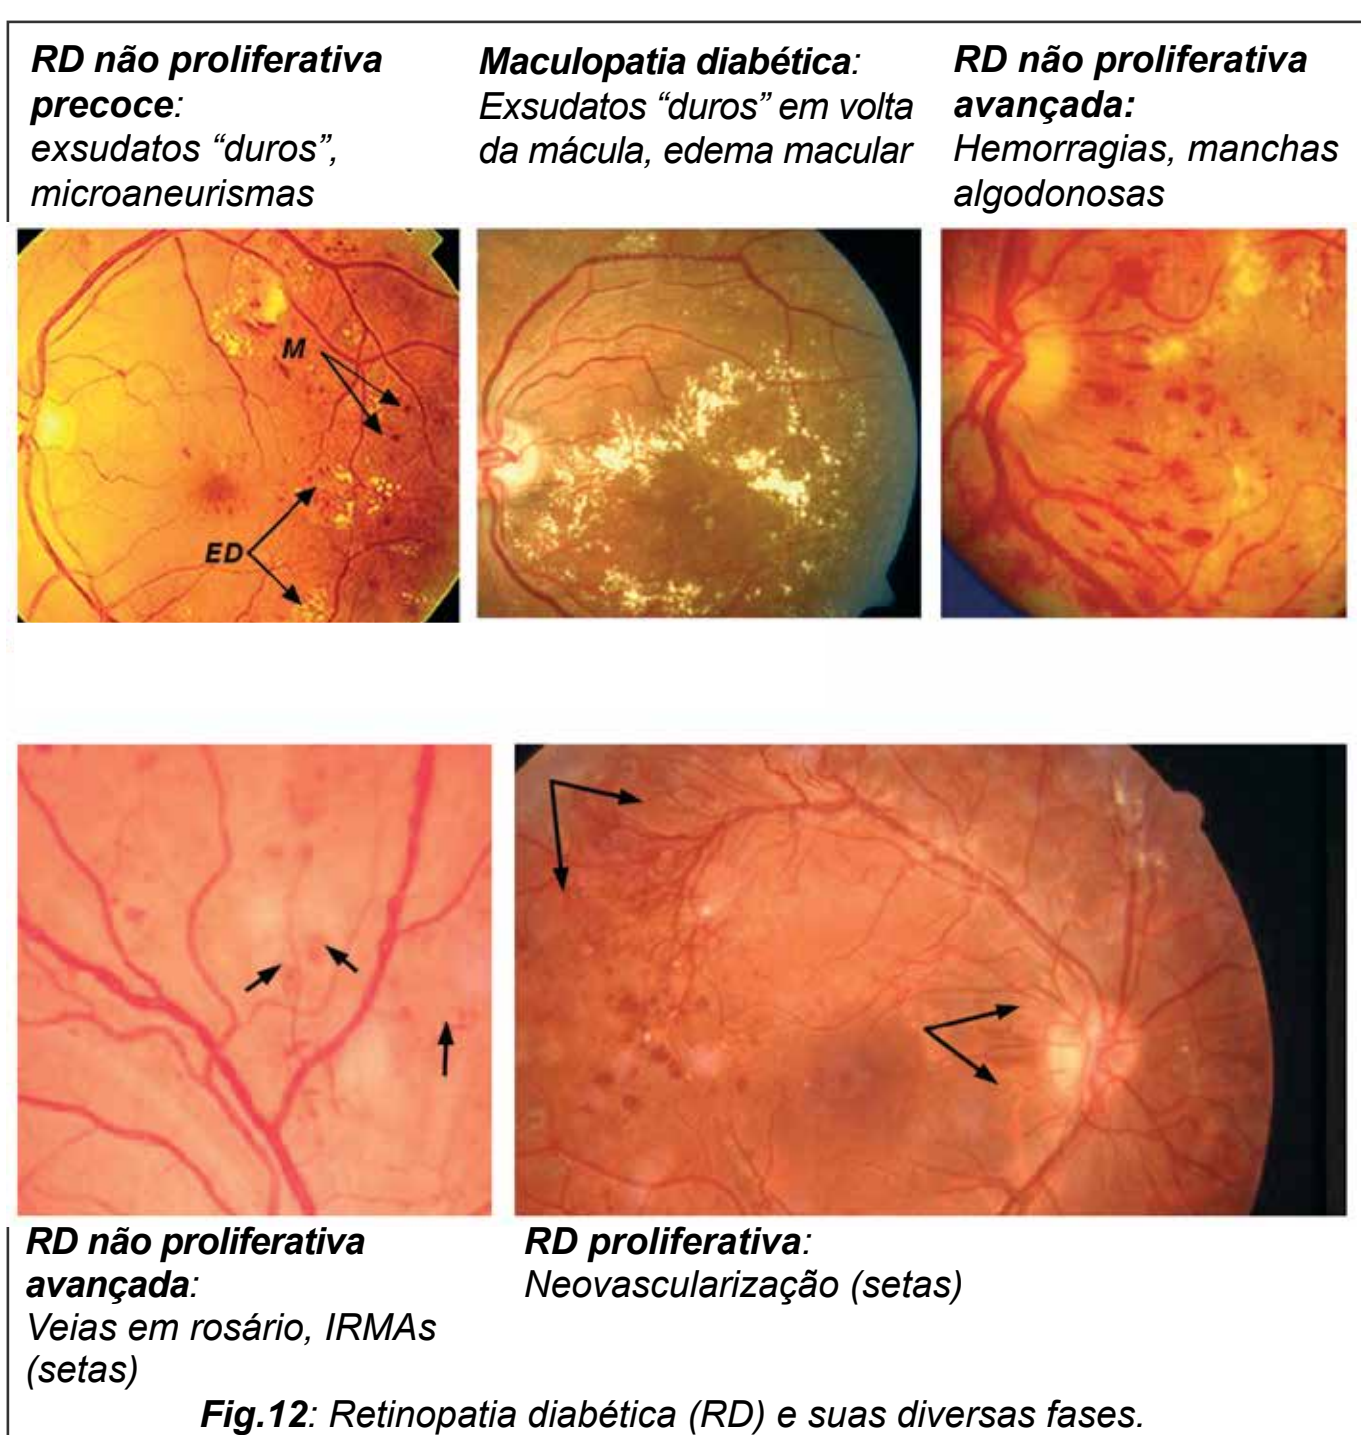 RD não proliferativa
precoce:
exsudatos “duros”,
microaneurismas
Maculopatia diabética:
Exsudatos “duros” em volta
da mácula, edema macular
RD não proliferativa
avançada:
Hemorragias, manchas
algodonosas
M
ED
RD não proliferativa
avançada:
Veias em rosário, IRMAs
(setas)
RD proliferativa:
Neovascularização (setas)
Fig.12: Retinopatia diabética (RD) e suas diversas fases.